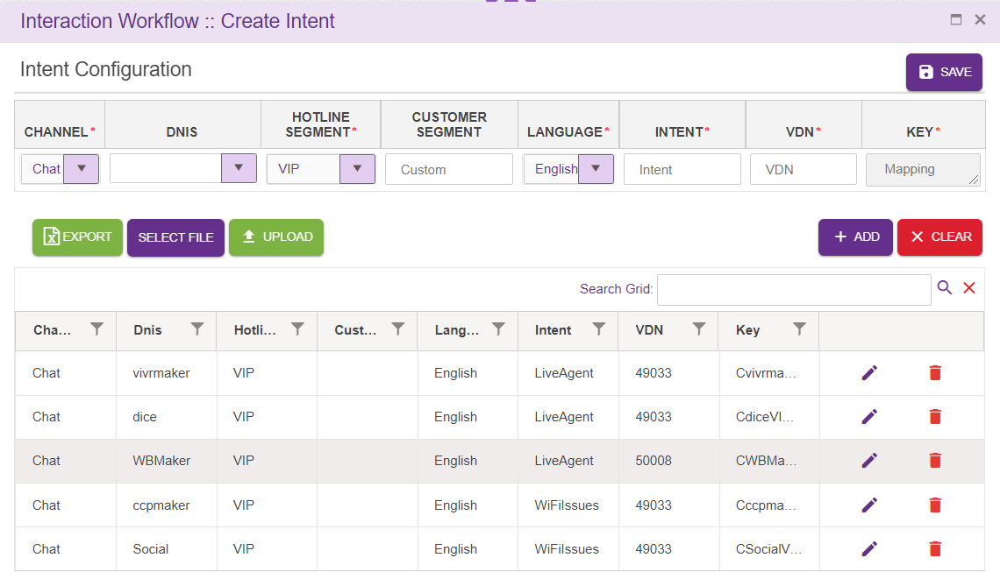 Interaction Workflow :: Create Intent
Intent Configuration
SAVE
CHANNEL* DNIS HOTLINE SEGMENT* CUSTOMER SEGMENT LANGUAGE* INTENT* VDN* KEY*
Chat VIP Custom English Intent VDN Mapping
EXPORT SELECT FILE UPLOAD ADD CLEAR
Search Grid:
Cha... Dnis Hotli... Cust... Lang... Intent VDN Key
Chat vivrmaker VIP English LiveAgent 49033 Cvivrma...
Chat dice VIP English LiveAgent 49033 CdiceVI...
Chat WBMaker VIP English LiveAgent 50008 CWBMa...
Chat ccpmaker VIP English WiFiIssues 49033 Cccpma...
Chat Social VIP English WiFiIssues 49033 CSocialV...